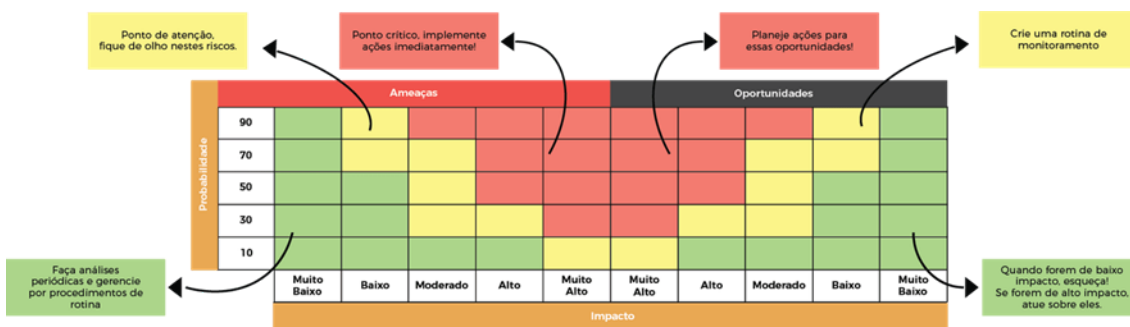 Ponto de atenção,
fique de olho nestes riscos.
Ponto crítico, implemente
ações imediatamente!
Planeje ações para
essas oportunidades!
Crie uma rotina de
monitoramento
Ameaças
Oportunidades
Probabilidade
90
70
50
30
10
Faça análises
periódicas e gerencie
por procedimentos de
rotina
Muito
Baixo
Baixo
Moderado
Alto
Muito
Alto
Muito
Alto
Alto
Moderado
Baixo
Muito
Baixo
Quando forem de baixo
impacto, esqueça!
Se forem de alto impacto,
atue sobre eles.
Impacto